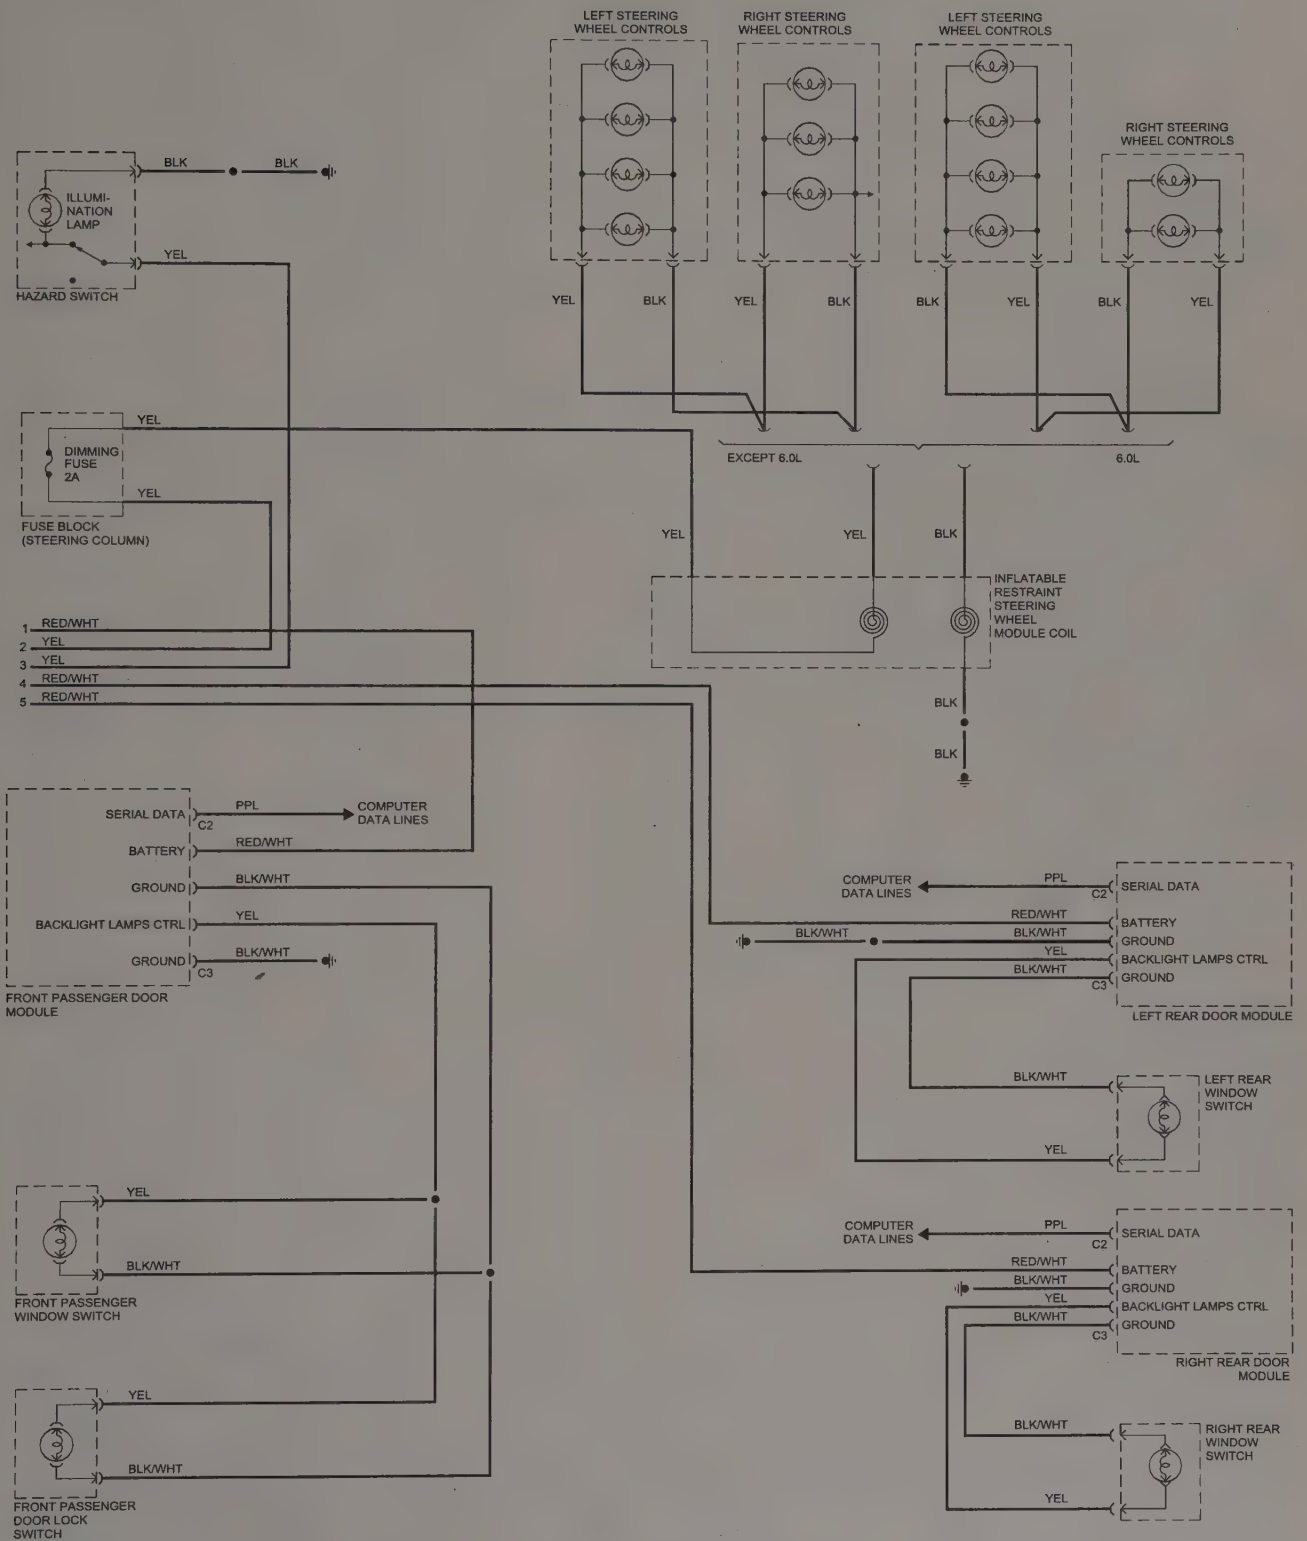 LEFT STEERING
WHEEL CONTROLS
RIGHT STEERING
WHEEL CONTROLS
LEFT STEERING
WHEEL CONTROLS
RIGHT STEERING
WHEEL CONTROLS
BLK
BLK
ILLUMI-
NATION
LAMP
YEL
HAZARD SWITCH
YEL
BLK
YEL
BLK
BLK
YEL
BLK
YEL
YEL
DIMMING
FUSE
2A
YEL
FUSE BLOCK
(STEERING COLUMN)
EXCEPT 6.0L
6.0L
YEL
YEL
BLK
INFLATABLE
RESTRAINT
STEERING
WHEEL
MODULE COIL
1 RED/WHT
2 YEL
3 YEL
4 RED/WHT
5 RED/WHT
BLK
BLK
SERIAL DATA
C2
PPL
COMPUTER
DATA LINES
BATTERY
RED/WHT
GROUND
BLK/WHT
BACKLIGHT LAMPS CTRL
YEL
GROUND
C3
BLK/WHT
FRONT PASSENGER DOOR
MODULE
COMPUTER
DATA LINES
PPL
C2
SERIAL DATA
RED/WHT
BATTERY
BLK/WHT
BLK/WHT
GROUND
YEL
BACKLIGHT LAMPS CTRL
BLK/WHT
C3
GROUND
LEFT REAR DOOR MODULE
BLK/WHT
LEFT REAR
WINDOW
SWITCH
YEL
YEL
BLK/WHT
FRONT PASSENGER
WINDOW SWITCH
COMPUTER
DATA LINES
PPL
C2
SERIAL DATA
RED/WHT
BATTERY
BLK/WHT
GROUND
YEL
BACKLIGHT LAMPS CTRL
BLK/WHT
C3
GROUND
RIGHT REAR DOOR
MODULE
YEL
BLK/WHT
FRONT PASSENGER
DOOR LOCK
SWITCH
BLK/WHT
RIGHT REAR
WINDOW
SWITCH
YEL